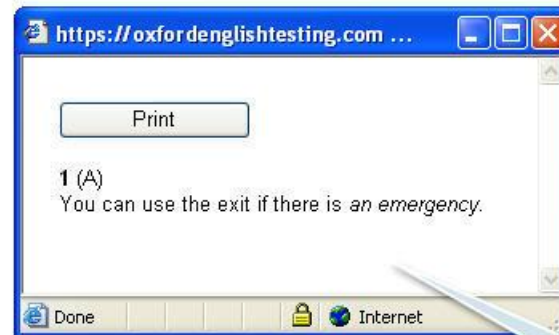 https://oxfordenglishtesting.com ...
Print
1 (A)
You can use the exit if there is an emergency.
Done
Internet